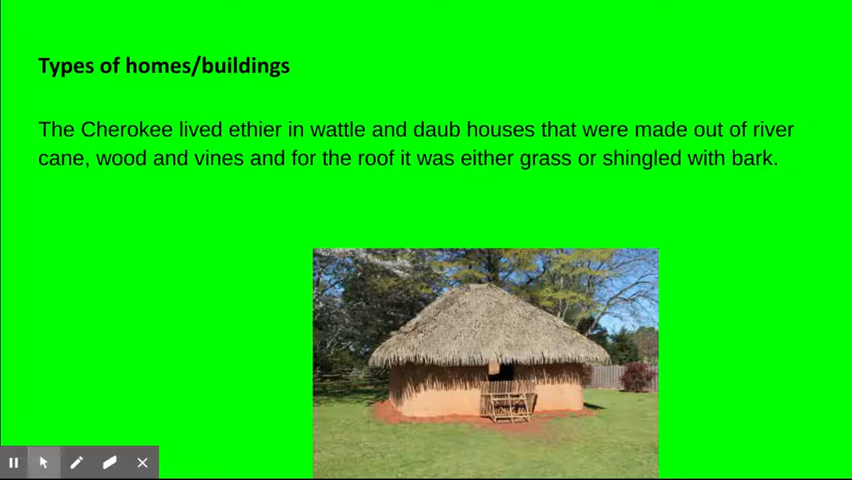 Types of homes/buildings
The Cherokee lived ethier in wattle and daub houses that were made out of river
cane, wood and vines and for the roof it was either grass or shingled with bark.